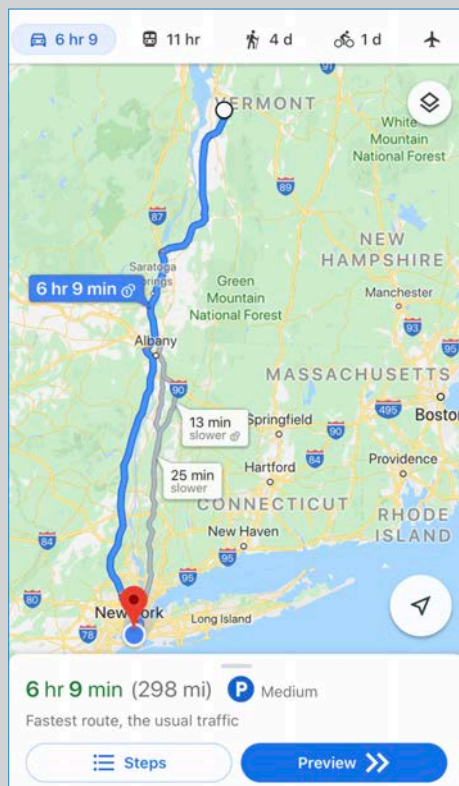 6 hr 9
11 hr
4 d
1 d
91
VERMONT
White
Mountain
National Forest
89
87
NEW
HAMPSHIRE
Saratoga
Springs
6 hr 9 min
Green
Mountain
National Forest
Manchester
93
95
Albany
MASSACHUSETTS
90
495
Boston
13 min
slower
Springfield
90
84
25 min
slower
Hartford
Providence
CONNECTICUT
RHODE
ISLAND
84
New Haven
95
95
80
New York
78
Long Island
6 hr 9 min (298 mi) P Medium
Fastest route, the usual traffic
Steps
Preview